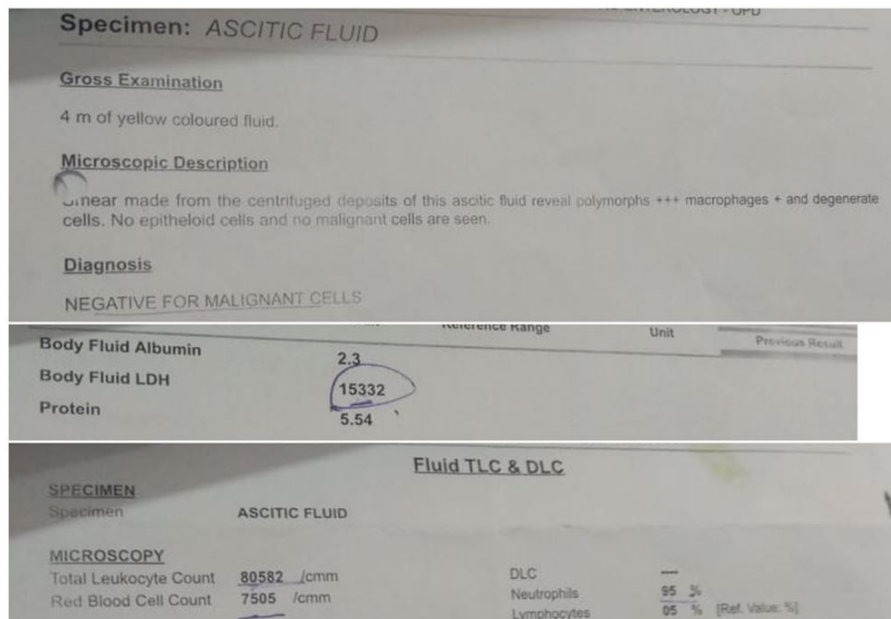 Specimen: ASCITIC FLUID
Gross Examination
4 m of yellow coloured fluid.
Microscopic Description
made from the centrifuged deposits of this ascitic fluid reveal polymorphs +++ macrophages + and degenerate
cells. No epitheloid cells and no malignant cells are seen.
Diagnosis
NEGATIVE FOR MALIGNANT CELLS
Reference Range Unit Previous Result
Body Fluid Albumin 2.3
Body Fluid LDH 15332
Protein 5.54
Fluid TLC & DLC
SPECIMEN
Specimen ASCITIC FLUID
MICROSCOPY
Total Leukocyte Count 80582 /cmm DLC —
Red Blood Cell Count 7505 /cmm Neutrophils 95 %
Lymphocytes 05 % [Ref. Value: %]